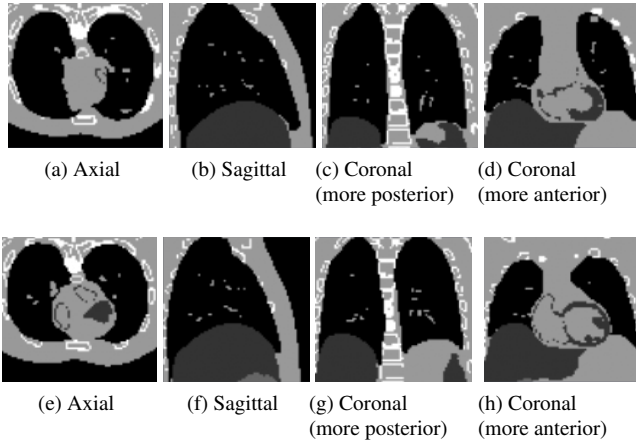 (a) Axial
(b) Sagittal
(c) Coronal
(more posterior)
(d) Coronal
(more anterior)
(e) Axial
(f) Sagittal
(g) Coronal
(more posterior)
(h) Coronal
(more anterior)